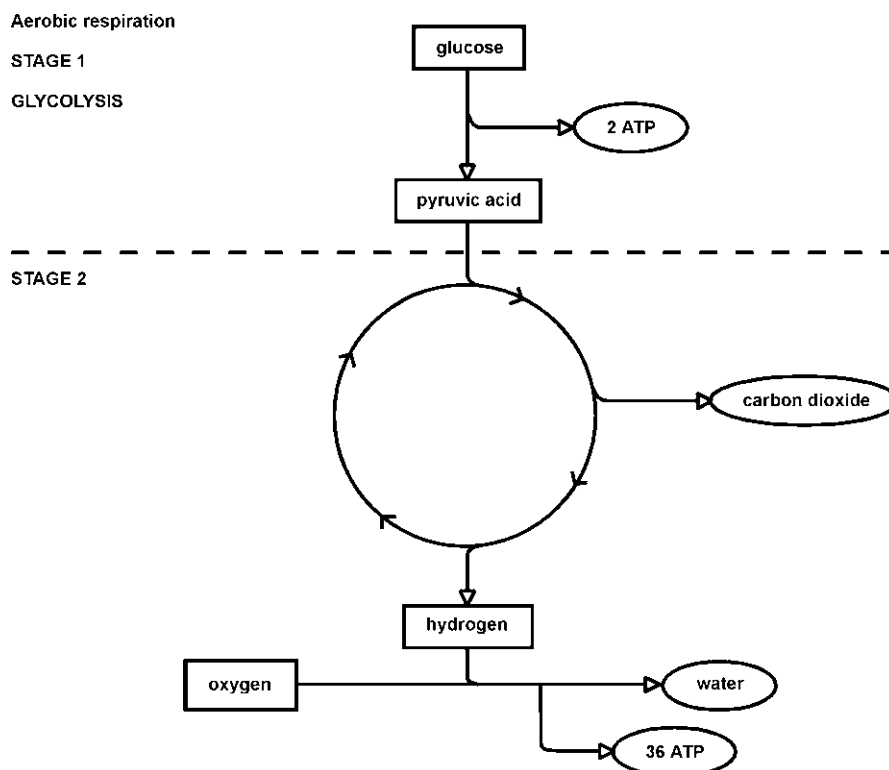 Aerobic respiration
STAGE 1
GLYCOLYSIS
glucose
2 ATP
pyruvic acid
STAGE 2
carbon dioxide
hydrogen
oxygen
water
36 ATP